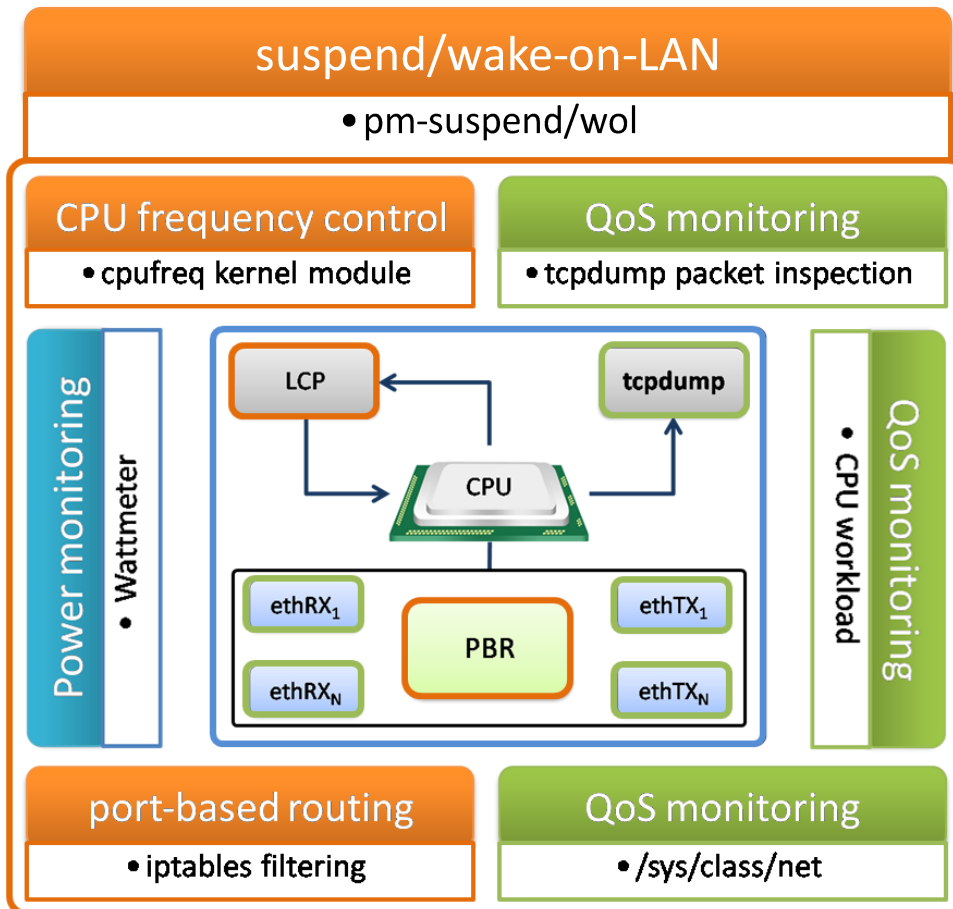 suspend/wake-on-LAN
• pm-suspend/wol
CPU frequency control
• cpufreq kernel module
QoS monitoring
• tcpdump packet inspection
Power monitoring
• Wattmeter
LCP
tcpdump
CPU
ethRX1
ethTX1
PBR
ethRXN
ethTXN
QoS monitoring
• CPU workload
port-based routing
• iptables filtering
QoS monitoring
• /sys/class/net